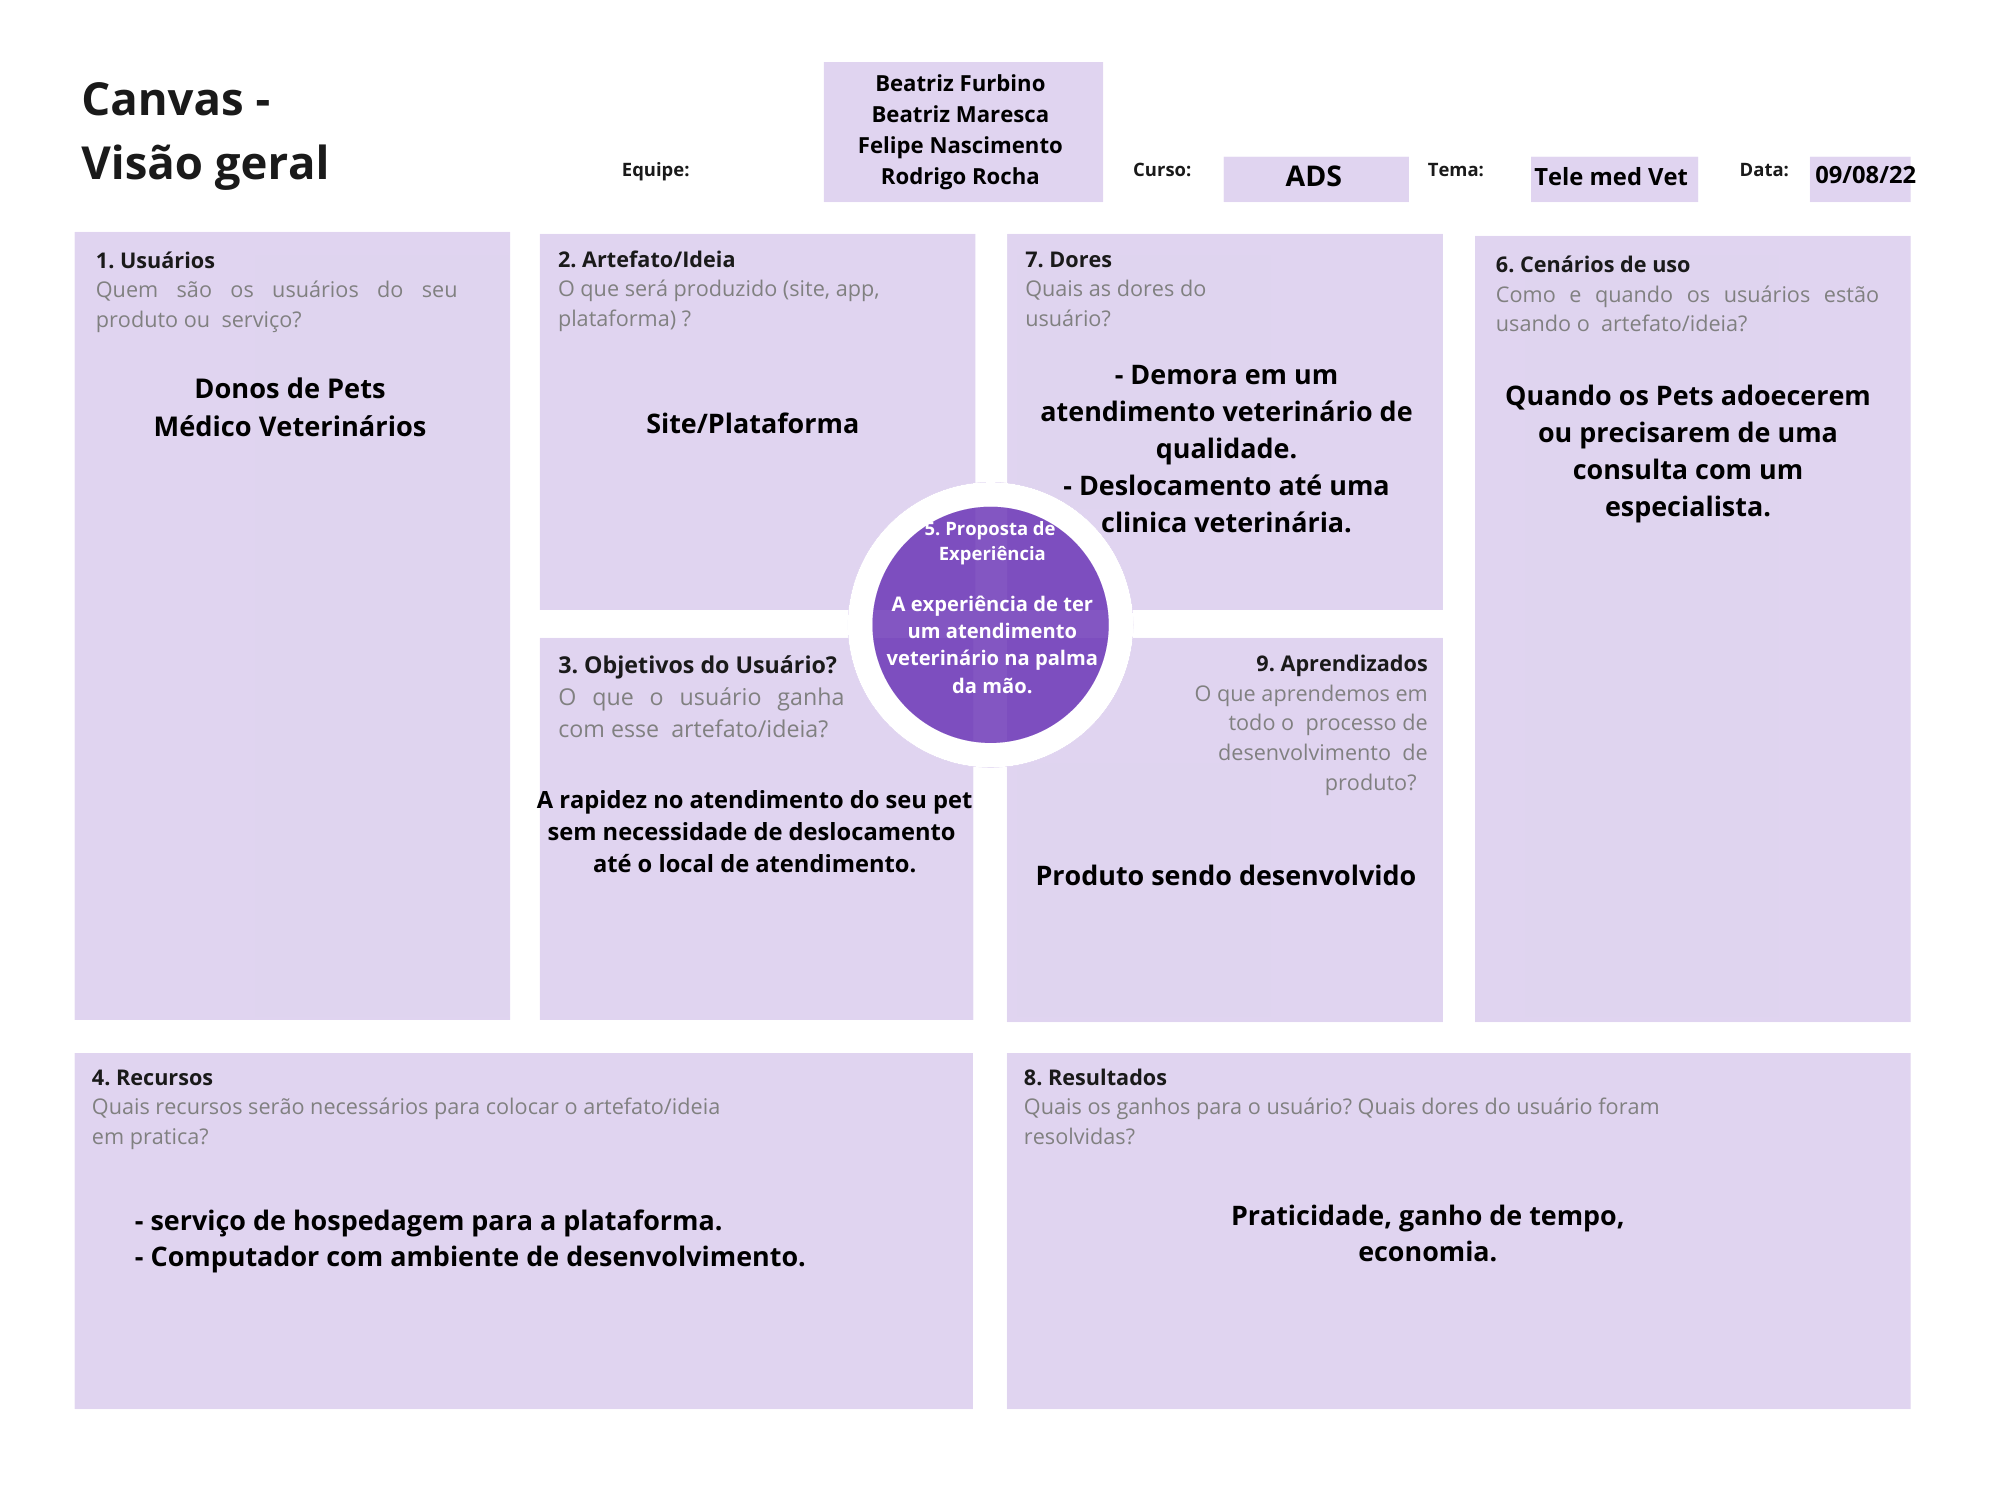 Canvas -
Visão geral
Equipe:
Beatriz Furbino
Beatriz Maresca
Felipe Nascimento
Rodrigo Rocha
Curso:
ADS
Tema:
Tele med Vet
Data:
09/08/22
1. Usuários
Quem são os usuários do seu
produto ou serviço?
Donos de Pets
Médico Veterinários
2. Artefato/Ideia
O que será produzido (site, app,
plataforma) ?
Site/Plataforma
7. Dores
Quais as dores do
usuário?
- Demora em um
atendimento veterinário de
qualidade.
- Deslocamento até uma
clinica veterinária.
6. Cenários de uso
Como e quando os usuários estão
usando o artefato/ideia?
Quando os Pets adoecerem
ou precisarem de uma
consulta com um
especialista.
5. Proposta de
Experiência
A experiência de ter
um atendimento
veterinário na palma
da mão.
3. Objetivos do Usuário?
O que o usuário ganha
com esse artefato/ideia?
A rapidez no atendimento do seu pet
sem necessidade de deslocamento
até o local de atendimento.
9. Aprendizados
O que aprendemos em
todo o processo de
desenvolvimento de
produto?
Produto sendo desenvolvido
4. Recursos
Quais recursos serão necessários para colocar o artefato/ideia
em pratica?
- serviço de hospedagem para a plataforma.
- Computador com ambiente de desenvolvimento.
8. Resultados
Quais os ganhos para o usuário? Quais dores do usuário foram
resolvidas?
Praticidade, ganho de tempo,
economia.